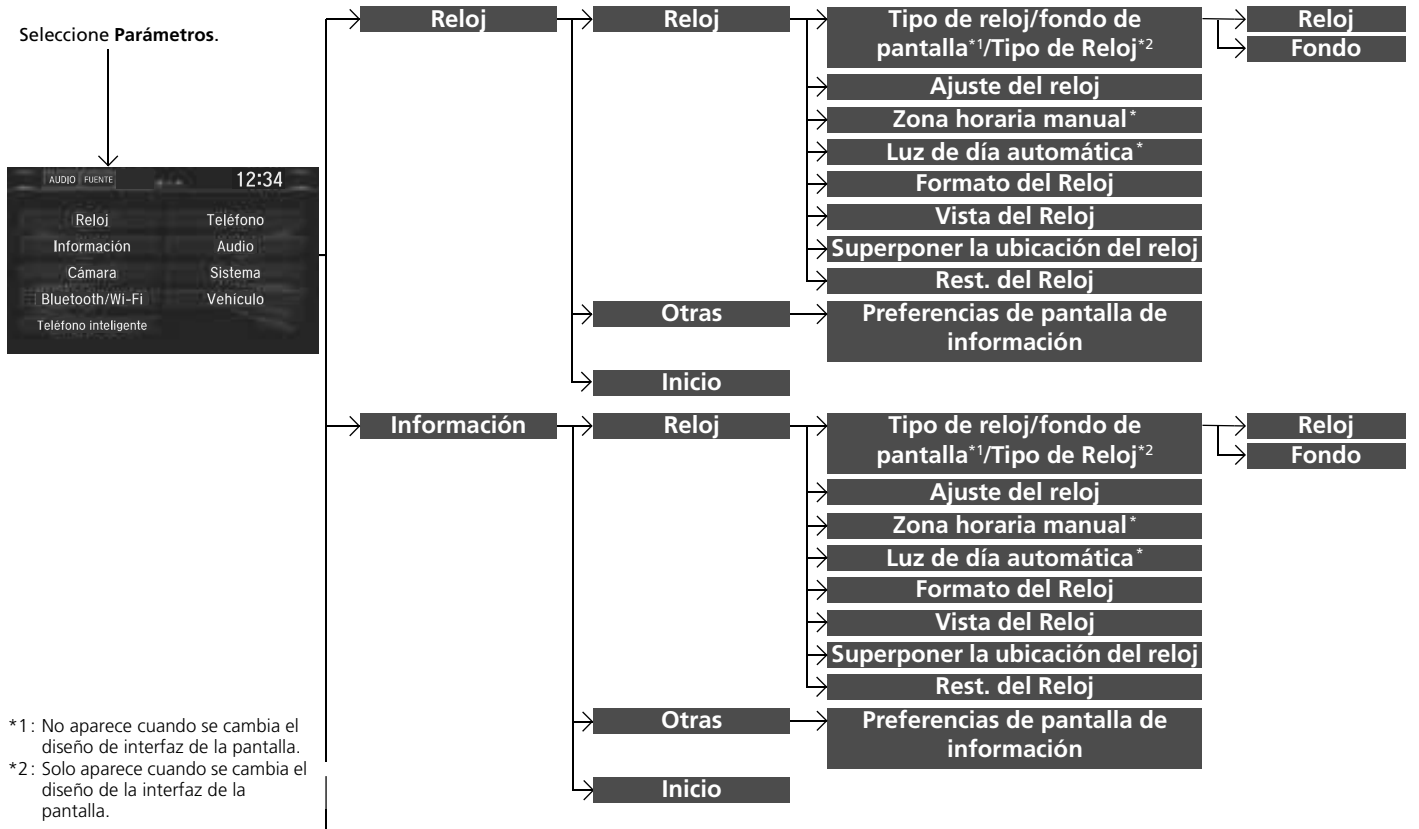 Seleccione Parámetros.
AUDIO FUENTE 12:34
Reloj Teléfono
Información Audio
Cámara Sistema
Bluetooth/Wi-Fi Vehículo
Teléfono inteligente
Reloj
Reloj
Tipo de reloj/fondo de
pantalla*1/Tipo de Reloj*2
Reloj
Fondo
Ajuste del reloj
Zona horaria manual*
Luz de día automática*
Formato del Reloj
Vista del Reloj
Superponer la ubicación del reloj
Rest. del Reloj
Otras
Preferencias de pantalla de
información
Inicio
Información
Reloj
Tipo de reloj/fondo de
pantalla*1/Tipo de Reloj*2
Reloj
Fondo
Ajuste del reloj
Zona horaria manual*
Luz de día automática*
Formato del Reloj
Vista del Reloj
Superponer la ubicación del reloj
Rest. del Reloj
Otras
Preferencias de pantalla de
información
Inicio
*1: No aparece cuando se cambia el
diseño de interfaz de la pantalla.
*2: Solo aparece cuando se cambia el
diseño de la interfaz de la
pantalla.